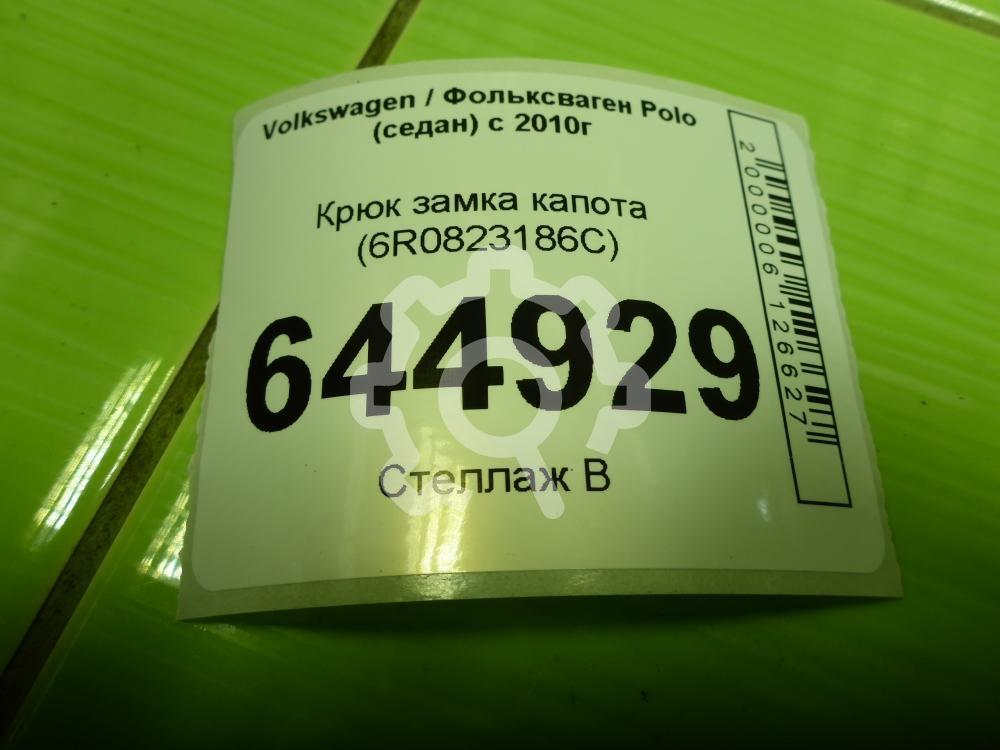 Volkswagen / Фольксваген Polo
(седан) с 2010г
Крюк замка капота
(6R0823186C)
644929
Стеллаж В
2000006126627